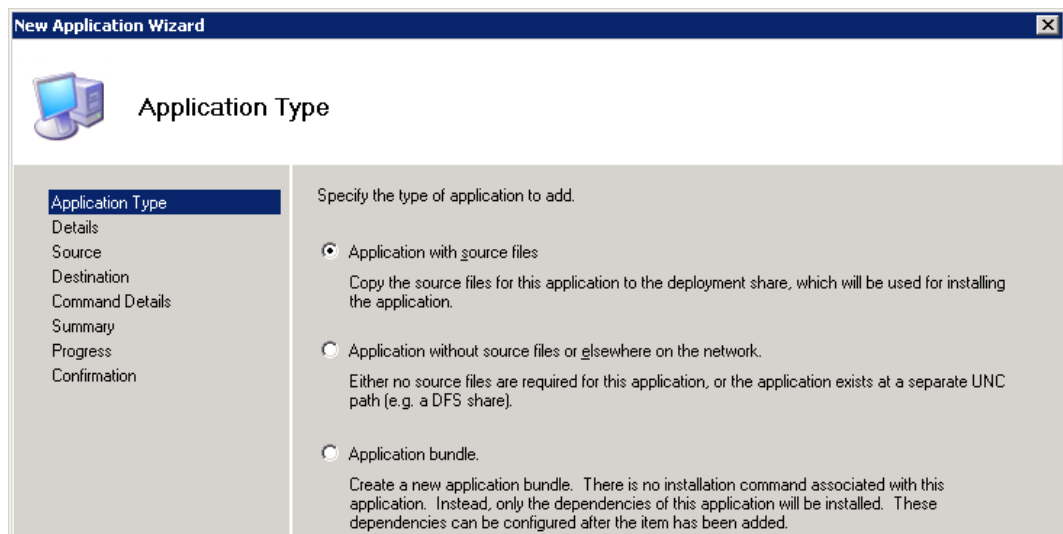 New Application Wizard
Application Type
Application Type
Details
Source
Destination
Command Details
Summary
Progress
Confirmation
Specify the type of application to add.
Application with source files
Copy the source files for this application to the deployment share, which will be used for installing
the application.
Application without source files or elsewhere on the network.
Either no source files are required for this application, or the application exists at a separate UNC
path (e.g. a DFS share).
Application bundle.
Create a new application bundle.  There is no installation command associated with this
application.  Instead, only the dependencies of this application will be installed.  These
dependencies can be configured after the item has been added.